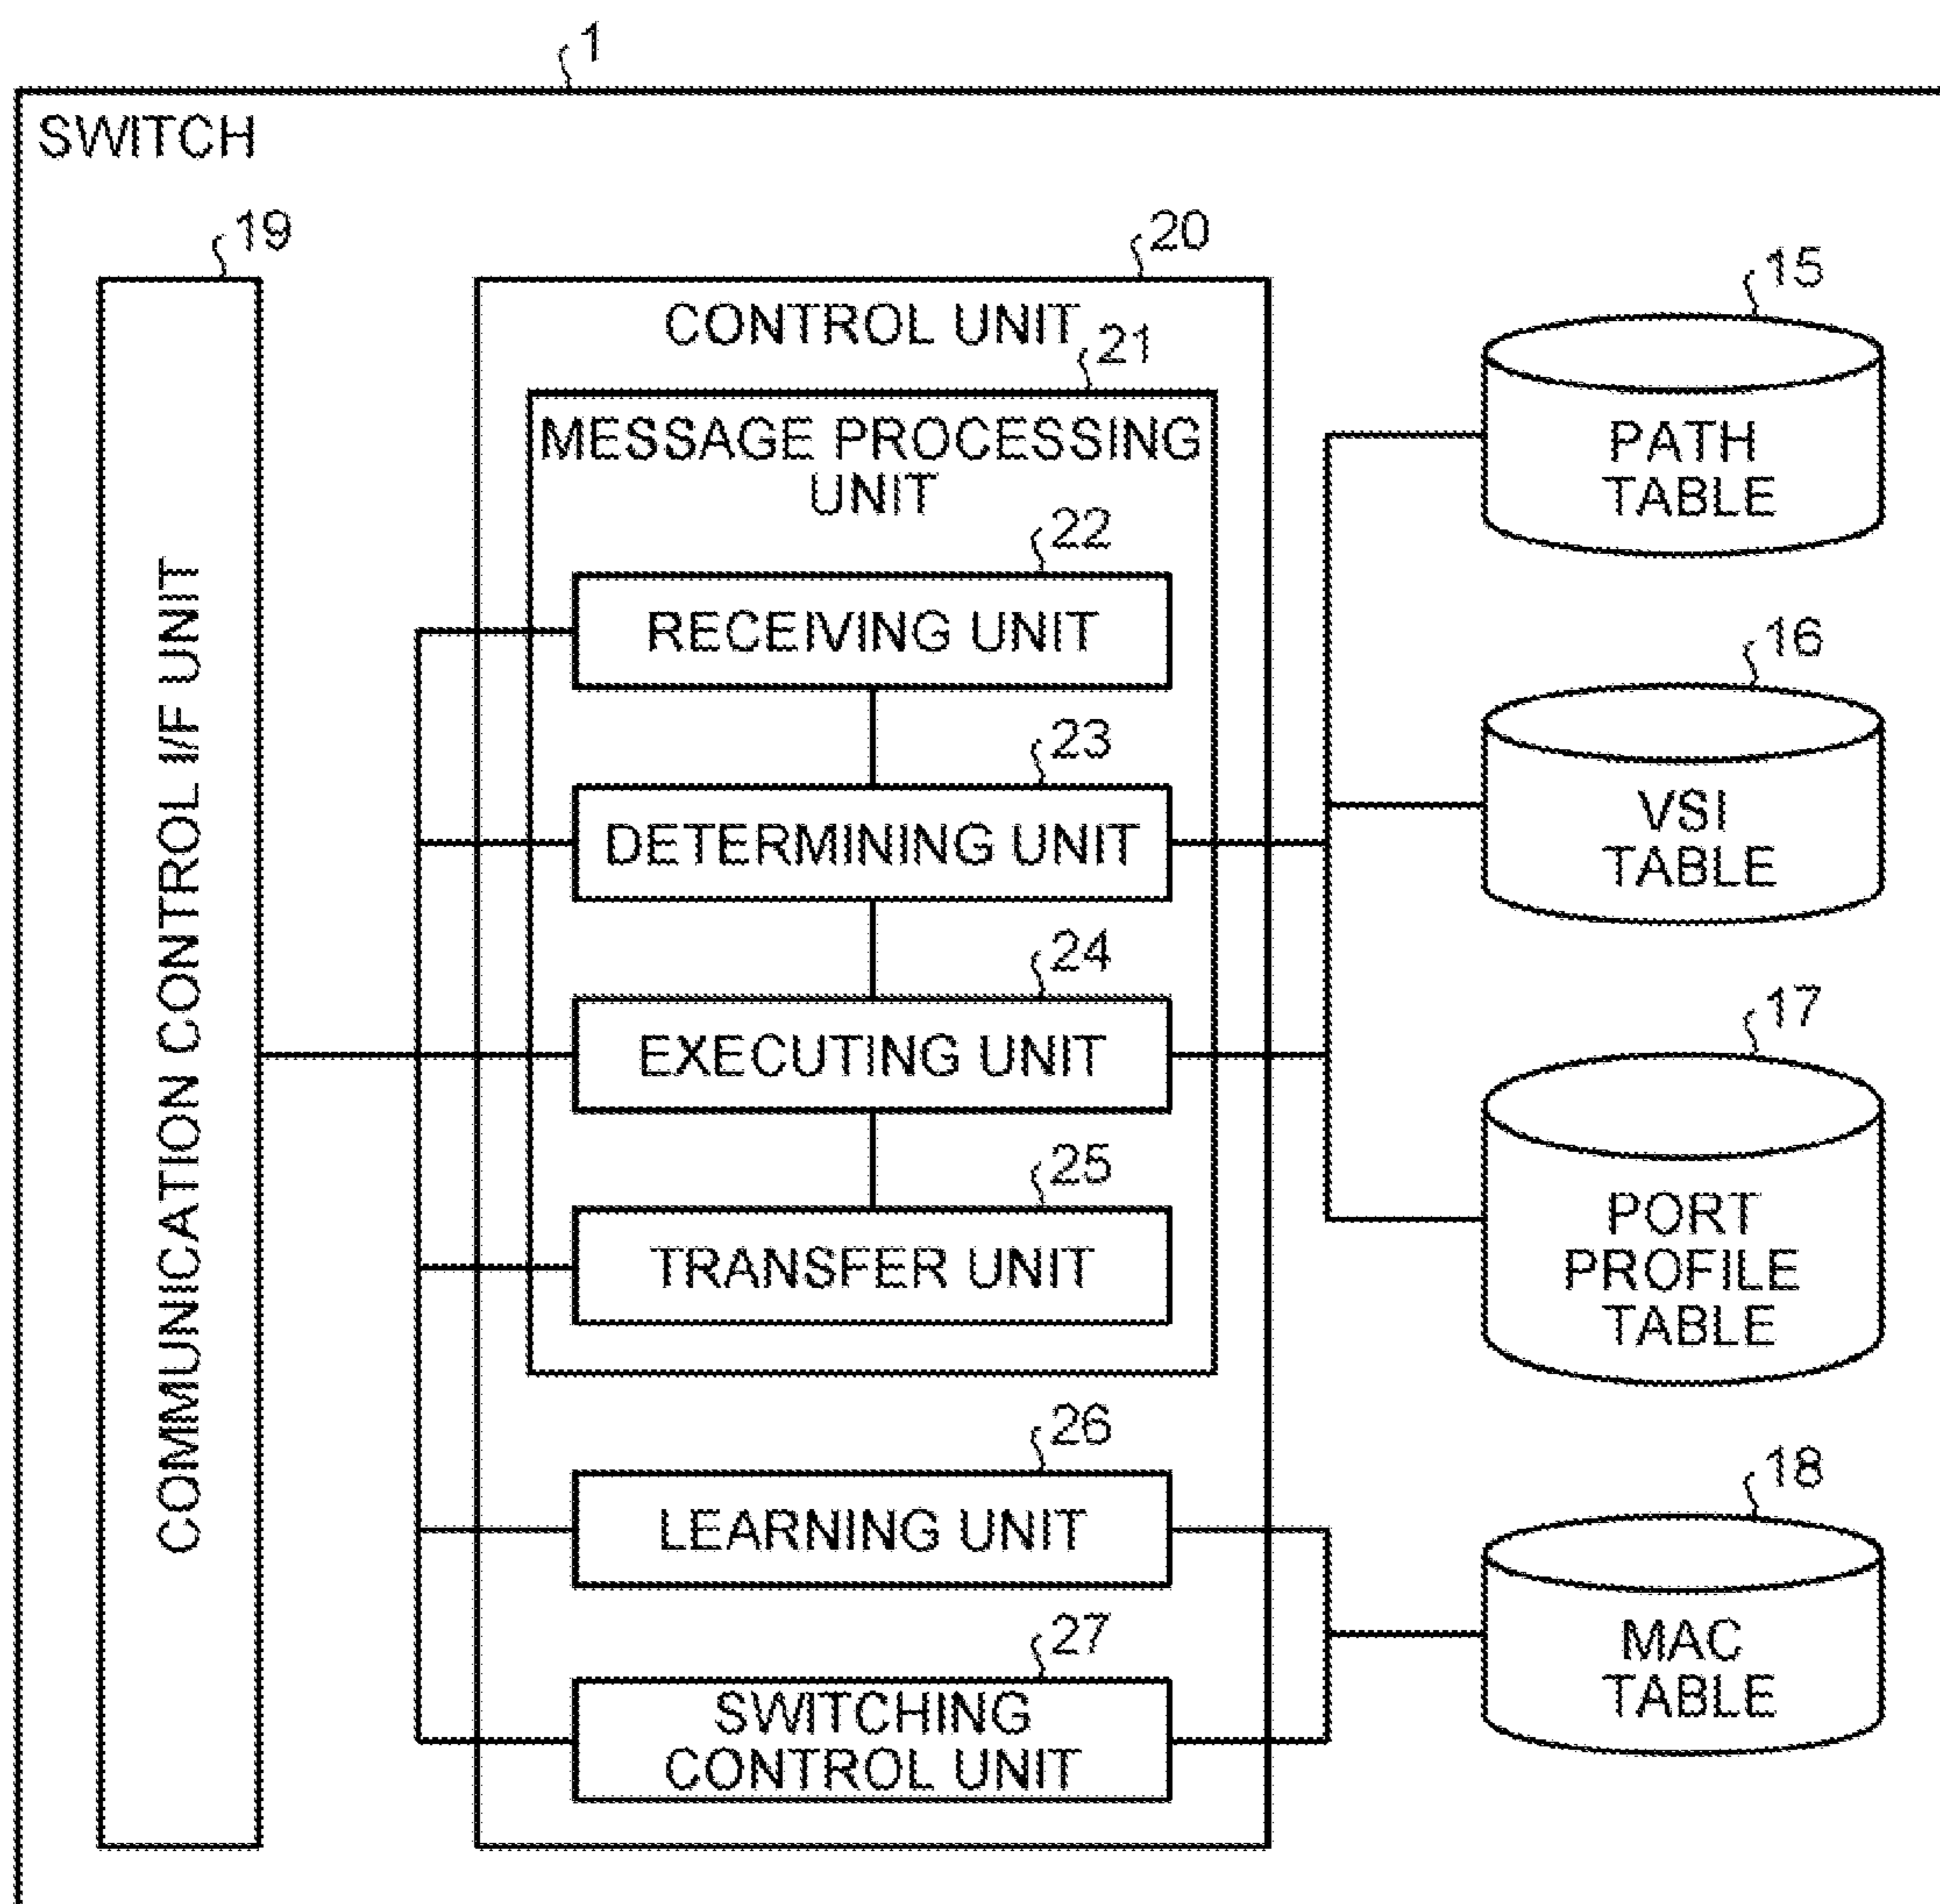 1
SWITCH
19
20
15
CONTROL UNIT
21
MESSAGE PROCESSING
UNIT
PATH
TABLE
22
RECEIVING UNIT
16
23
DETERMINING UNIT
VSI
TABLE
24
EXECUTING UNIT
17
25
TRANSFER UNIT
PORT
PROFILE
TABLE
COMMUNICATION CONTROL I/F UNIT
26
LEARNING UNIT
18
27
SWITCHING
CONTROL UNIT
MAC
TABLE